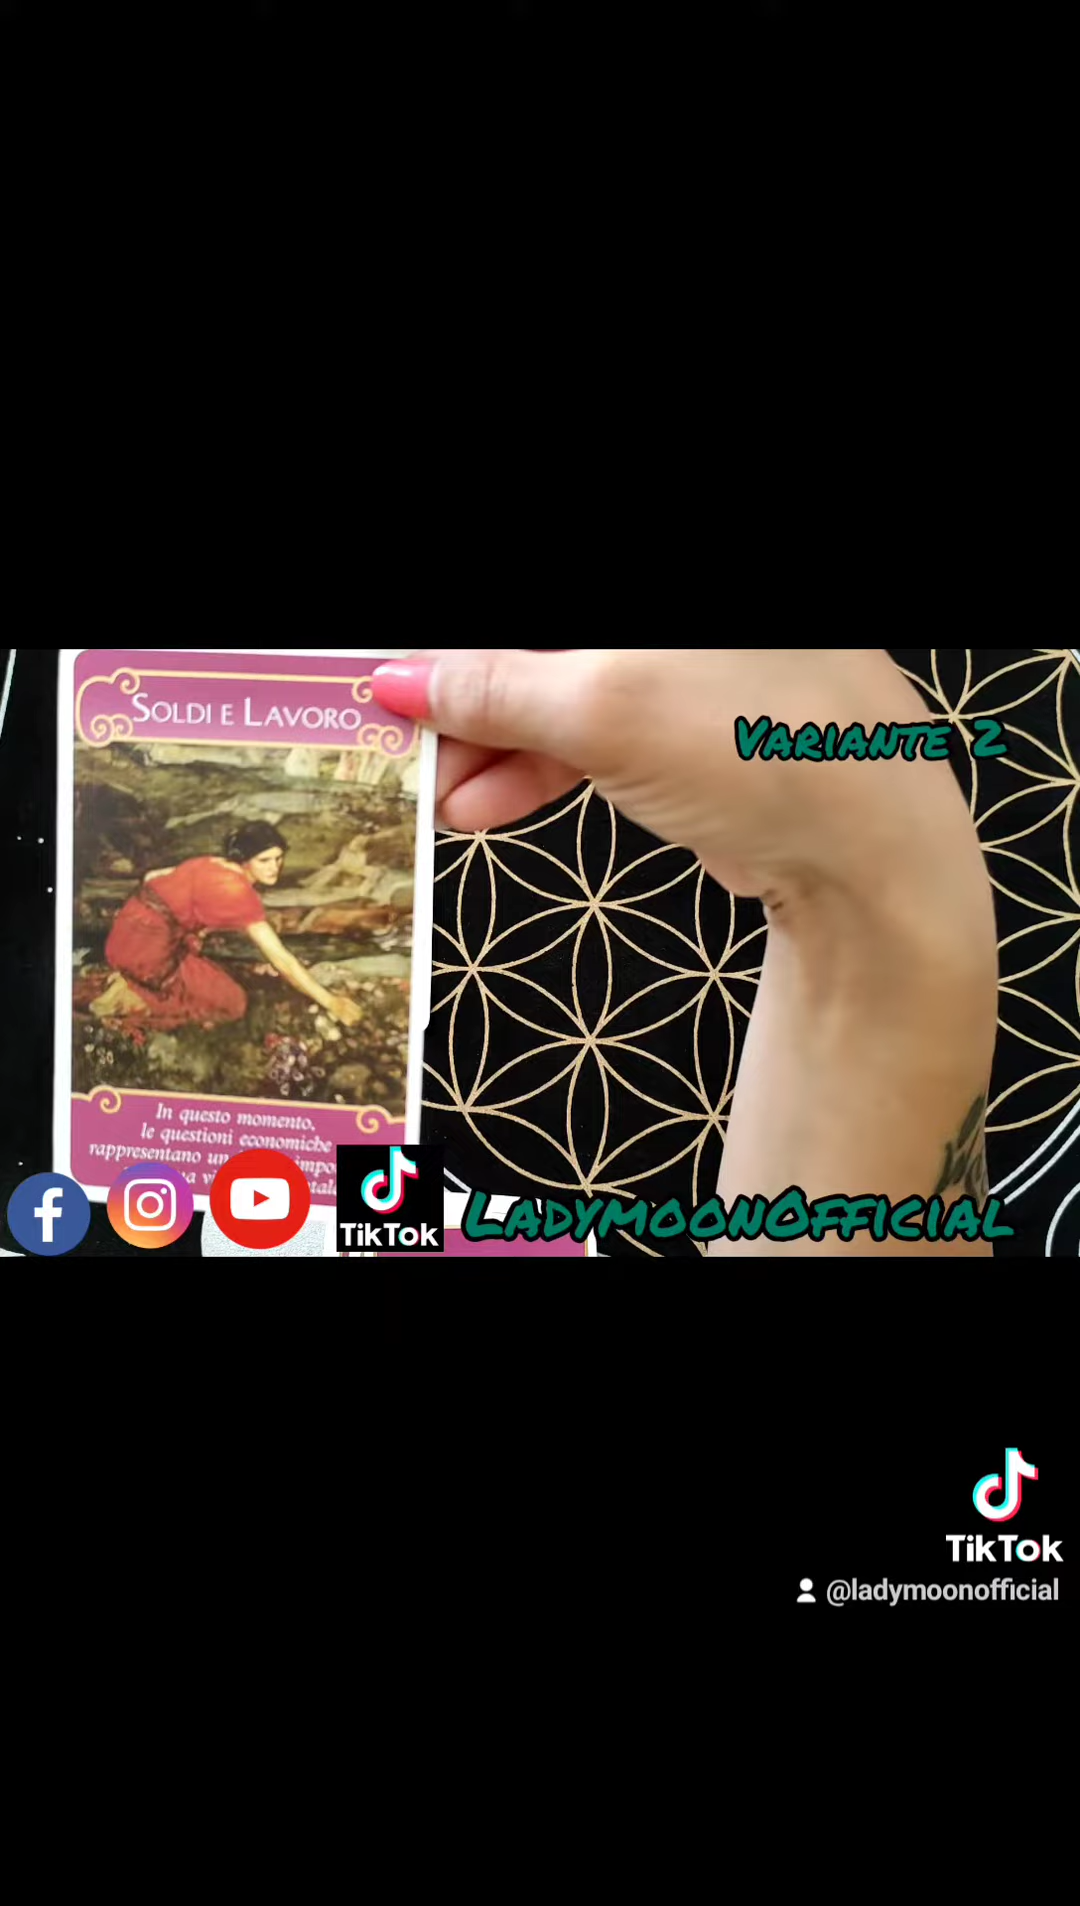 SOLDI E LAVORO
VARIANTE 2
In questo momento,
le questioni economiche
rappresentano un
TikTok
LADYMOONOFFICIAL
TikTok
@ladymoonofficial